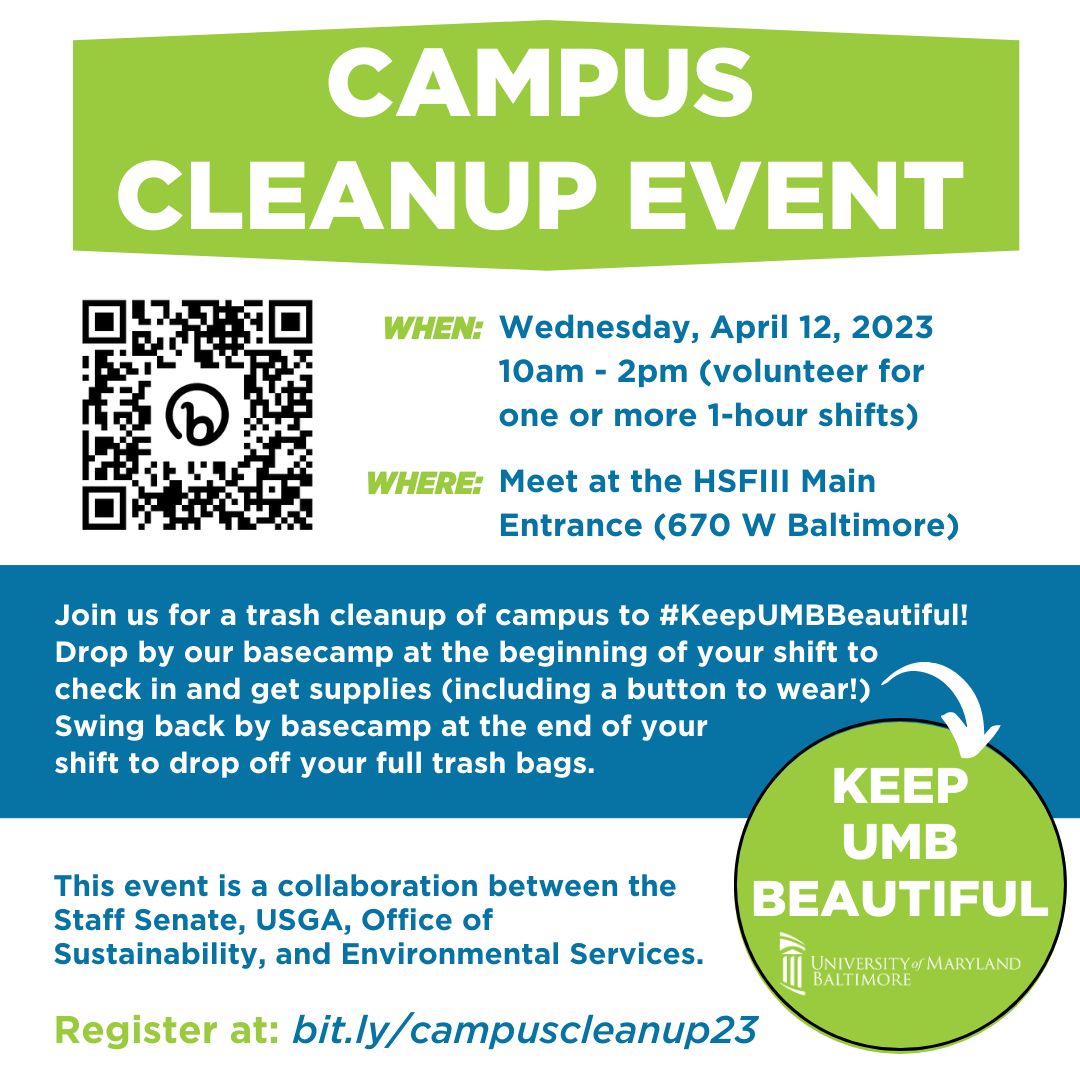 CAMPUS
CLEANUP EVENT
WHEN: Wednesday, April 12, 2023
10am - 2pm (volunteer for
one or more 1-hour shifts)
WHERE: Meet at the HSFIII Main
Entrance (670 W Baltimore)
Join us for a trash cleanup of campus to #KeepUMBBeautiful!
Drop by our basecamp at the beginning of your shift to
check in and get supplies (including a button to wear!)
Swing back by basecamp at the end of your
shift to drop off your full trash bags.
KEEP
UMB
BEAUTIFUL
UNIVERSITY of MARYLAND
BALTIMORE
This event is a collaboration between the
Staff Senate, USGA, Office of
Sustainability, and Environmental Services.
Register at: bit.ly/campuscleanup23